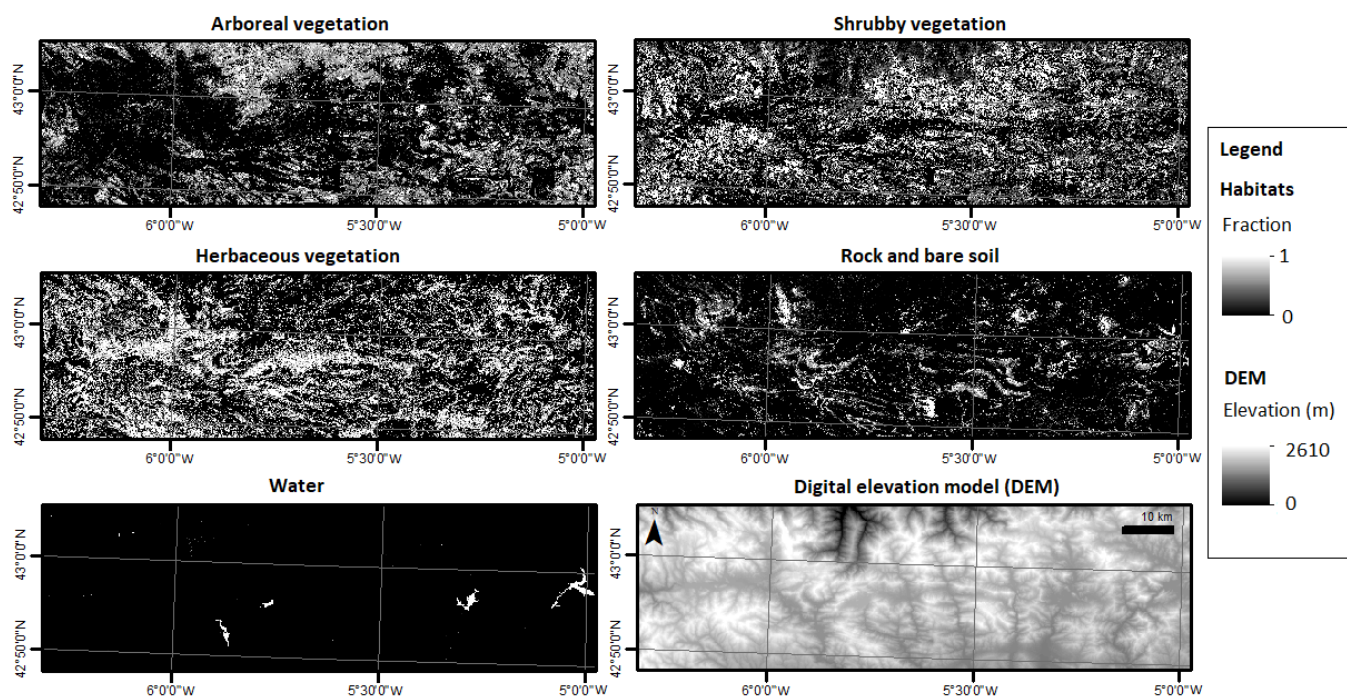 Arboreal vegetation
Shrubby vegetation
43°0'0"N
42°50'0"N
6°0'0"W
5°30'0"W
5°0'0"W
43°0'0"N
42°50'0"N
6°0'0"W
5°30'0"W
5°0'0"W
Herbaceous vegetation
Rock and bare soil
43°0'0"N
42°50'0"N
6°0'0"W
5°30'0"W
5°0'0"W
43°0'0"N
42°50'0"N
6°0'0"W
5°30'0"W
5°0'0"W
Water
Digital elevation model (DEM)
43°0'0"N
42°50'0"N
6°0'0"W
5°30'0"W
5°0'0"W
N
10 km
43°0'0"N
42°50'0"N
6°0'0"W
5°30'0"W
5°0'0"W
Legend
Habitats
Fraction
1
0
DEM
Elevation (m)
2610
0